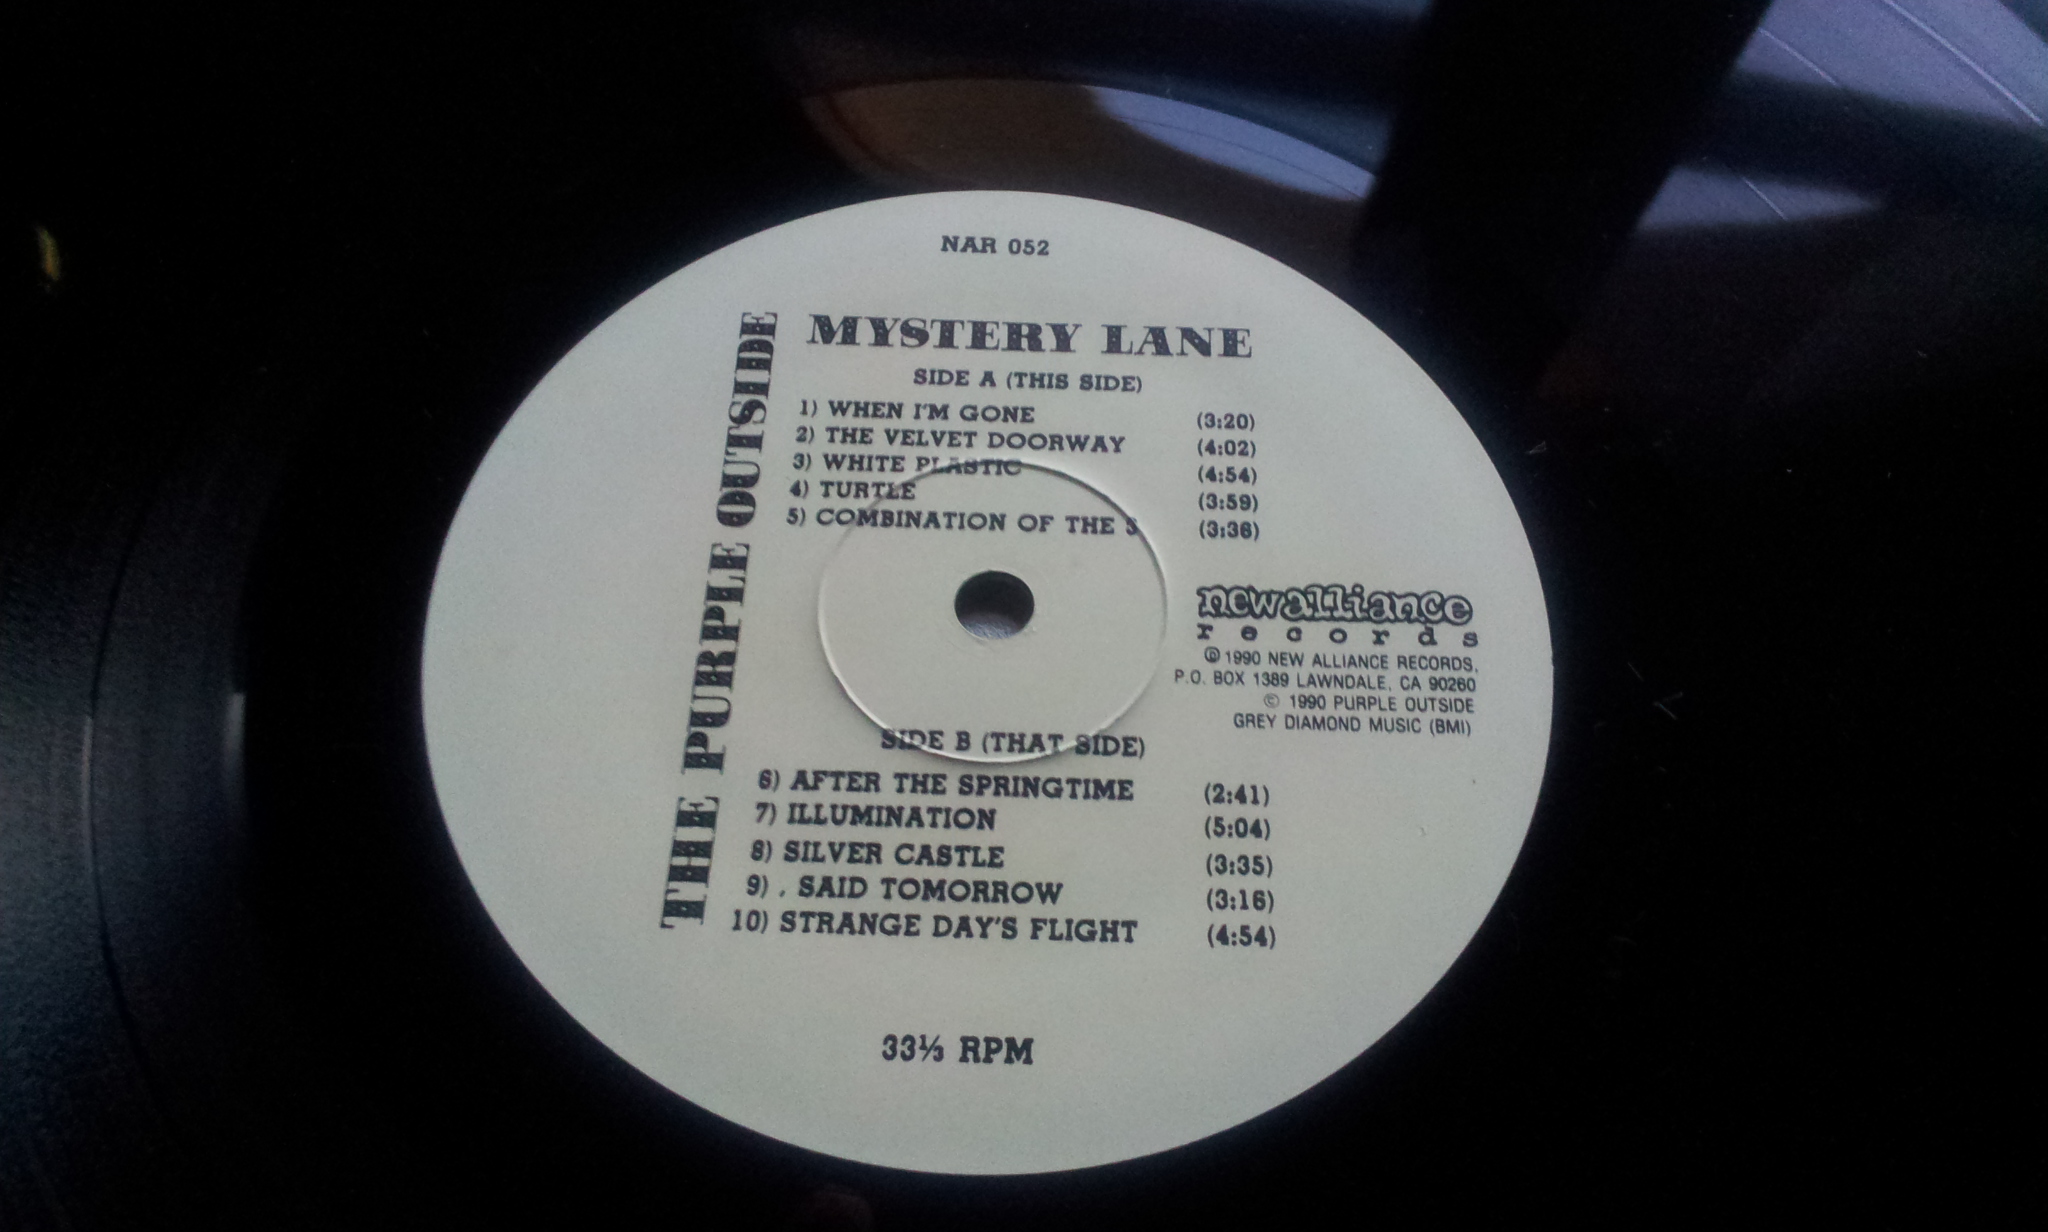 NAR 052
THE PURPLE OUTSIDE
MYSTERY LANE
SIDE A (THIS SIDE)
1) WHEN I'M GONE (3:20)
2) THE VELVET DOORWAY (4:02)
3) WHITE PLASTIC (4:54)
4) TURTLE (3:59)
5) COMBINATION OF THE 3 (3:36)
newalliance
records
℗ 1990 NEW ALLIANCE RECORDS,
P.O. BOX 1389 LAWNDALE, CA 90260
© 1990 PURPLE OUTSIDE
GREY DIAMOND MUSIC (BMI)
SIDE B (THAT SIDE)
6) AFTER THE SPRINGTIME (2:41)
7) ILLUMINATION (5:04)
8) SILVER CASTLE (3:35)
9) . SAID TOMORROW (3:16)
10) STRANGE DAY'S FLIGHT (4:54)
33⅓ RPM